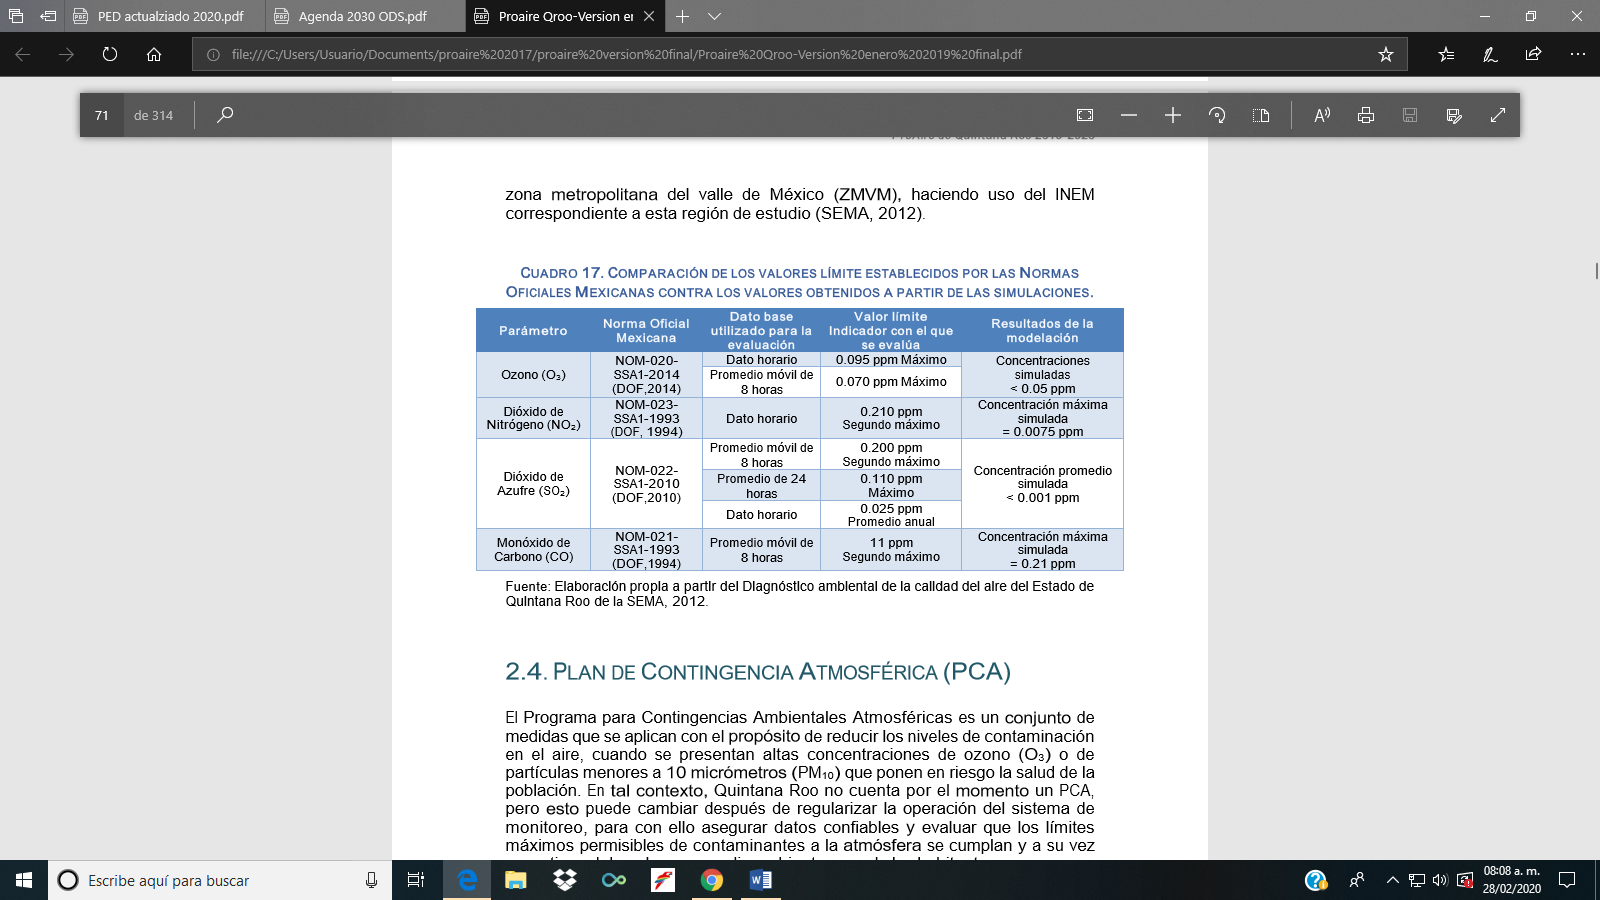 PED actualziado 2020.pdf
Agenda 2030 ODS.pdf
Proaire Qroo-Version er
file:///C:/Users/Usuario/Documents/proaire%202017/proaire%20version%20final/Proaire%20Qroo-Version%20enero%202019%20final.pdf
71 de 314
zona metropolitana del valle de México (ZMVM), haciendo uso del INEM
correspondiente a esta región de estudio (SEMA, 2012).
CUADRO 17. COMPARACIÓN DE LOS VALORES LÍMITE ESTABLECIDOS POR LAS NORMAS
OFICIALES MEXICANAS CONTRA LOS VALORES OBTENIDOS A PARTIR DE LAS SIMULACIONES.
Parámetro
Norma Oficial
Mexicana
Dato base
utilizado para la
evaluación
Valor límite
Indicador con el que
se evalúa
Resultados de la
modelación
Ozono (O₃)
NOM-020-
SSA1-2014
(DOF,2014)
Dato horario
0.095 ppm Máximo
Promedio móvil de
8 horas
0.070 ppm Máximo
Concentraciones
simuladas
< 0.05 ppm
Dióxido de
Nitrógeno (NO₂)
NOM-023-
SSA1-1993
(DOF, 1994)
Dato horario
0.210 ppm
Segundo máximo
Concentración máxima
simulada
= 0.0075 ppm
Dióxido de
Azufre (SO₂)
NOM-022-
SSA1-2010
(DOF,2010)
Promedio móvil de
8 horas
0.200 ppm
Segundo máximo
Promedio de 24
horas
0.110 ppm
Máximo
Dato horario
0.025 ppm
Promedio anual
Concentración promedio
simulada
< 0.001 ppm
Monóxido de
Carbono (CO)
NOM-021-
SSA1-1993
(DOF,1994)
Promedio móvil de
8 horas
11 ppm
Segundo máximo
Concentración máxima
simulada
= 0.21 ppm
Fuente: Elaboración propia a partir del Diagnóstico ambiental de la calidad del aire del Estado de
Quintana Roo de la SEMA, 2012.
2.4. PLAN DE CONTINGENCIA ATMOSFÉRICA (PCA)
El Programa para Contingencias Ambientales Atmosféricas es un conjunto de
medidas que se aplican con el propósito de reducir los niveles de contaminación
en el aire, cuando se presentan altas concentraciones de ozono (O₃) o de
partículas menores a 10 micrómetros (PM₁₀) que ponen en riesgo la salud de la
población. En tal contexto, Quintana Roo no cuenta por el momento un PCA,
pero esto puede cambiar después de regularizar la operación del sistema de
monitoreo, para con ello asegurar datos confiables y evaluar que los límites
máximos permisibles de contaminantes a la atmósfera se cumplan y a su vez
Escribe aquí para buscar
08:08 a. m.
28/02/2020